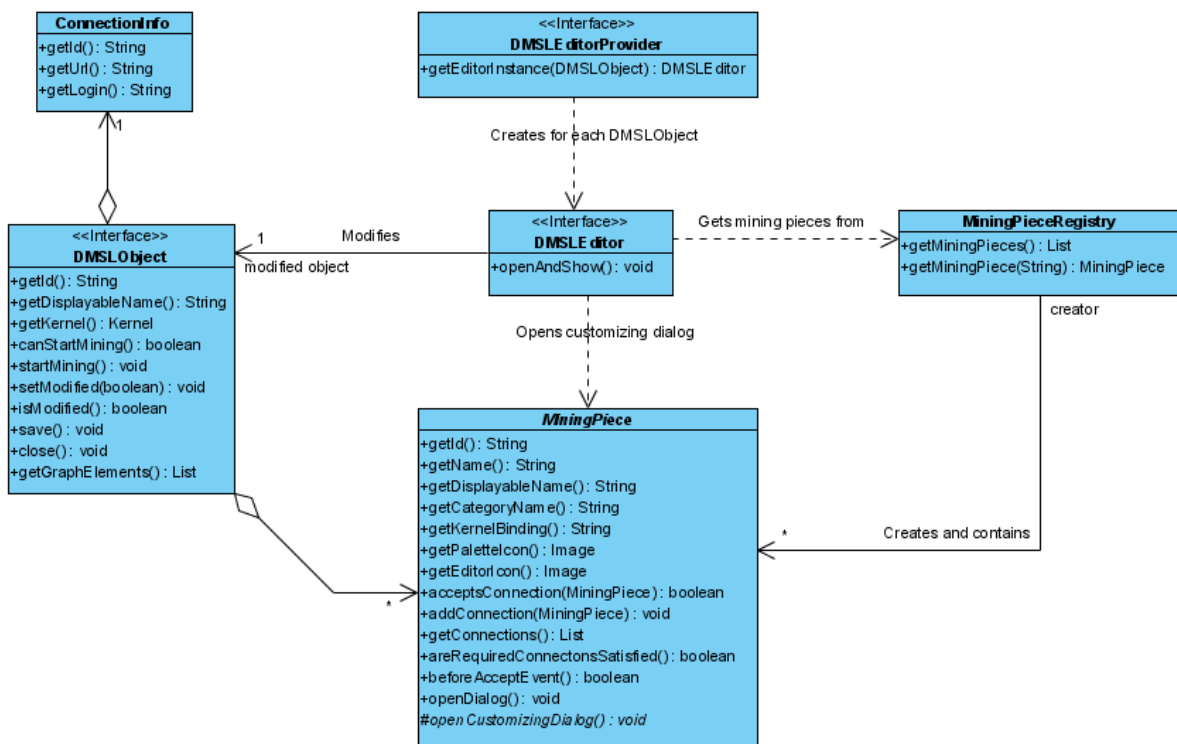 ConnectionInfo
+getId() : String
+getUrl() : String
+getLogin() : String
<<Interface>>
DMSLEditorProvider
+getEditorInstance(DMSLObject) : DMSLEditor
1
Creates for each DMSLObject
<<Interface>>
DMSLObject
+getId() : String
+getDisplayableName() : String
+getKernel() : Kernel
+canStartMining() : boolean
+startMining() : void
+setModified(boolean) : void
+isModified() : boolean
+save() : void
+close() : void
+getGraphElements() : List
1
Modifies
modified object
<<Interface>>
DMSLEditor
+openAndShow() : void
Gets mining pieces from
MiningPieceRegistry
+getMiningPieces() : List
+getMiningPiece(String) : MiningPiece
creator
Opens customizing dialog
MiningPiece
+getId() : String
+getName() : String
+getDisplayableName() : String
+getCategoryName() : String
+getKernelBinding() : String
+getPaletteIcon() : Image
+getEditorIcon() : Image
+acceptsConnection(MiningPiece) : boolean
+addConnection(MiningPiece) : void
+getConnections() : List
+areRequiredConnectonsSatisfied() : boolean
+beforeAcceptEvent() : boolean
+openDialog() : void
#openCustomizingDialog() : void
*
*
Creates and contains